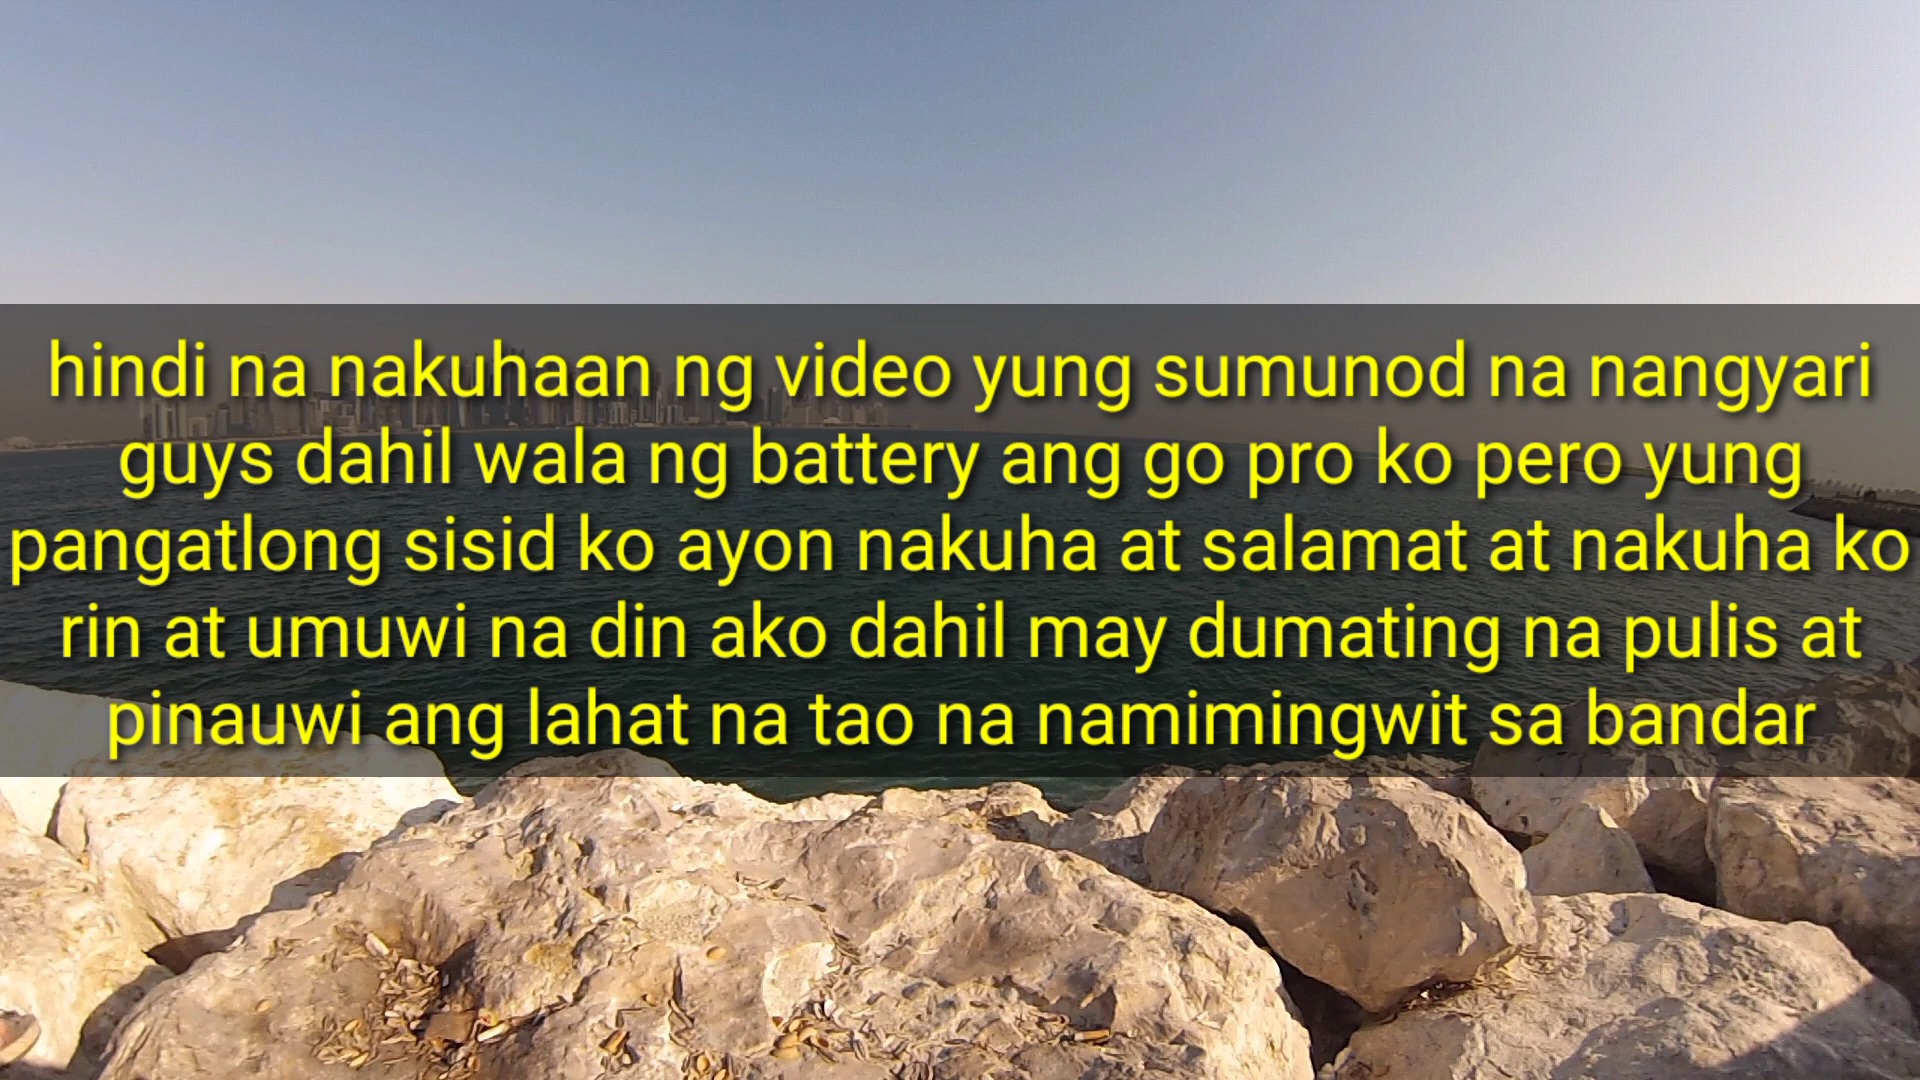 hindi na nakuhaan ng video yung sumunod na nangyari
guys dahil wala ng battery ang go pro ko pero yung
pangatlong sisid ko ayon nakuha at salamat at nakuha ko
rin at umuwi na din ako dahil may dumating na pulis at
pinauwi ang lahat na tao na namimingwit sa bandar